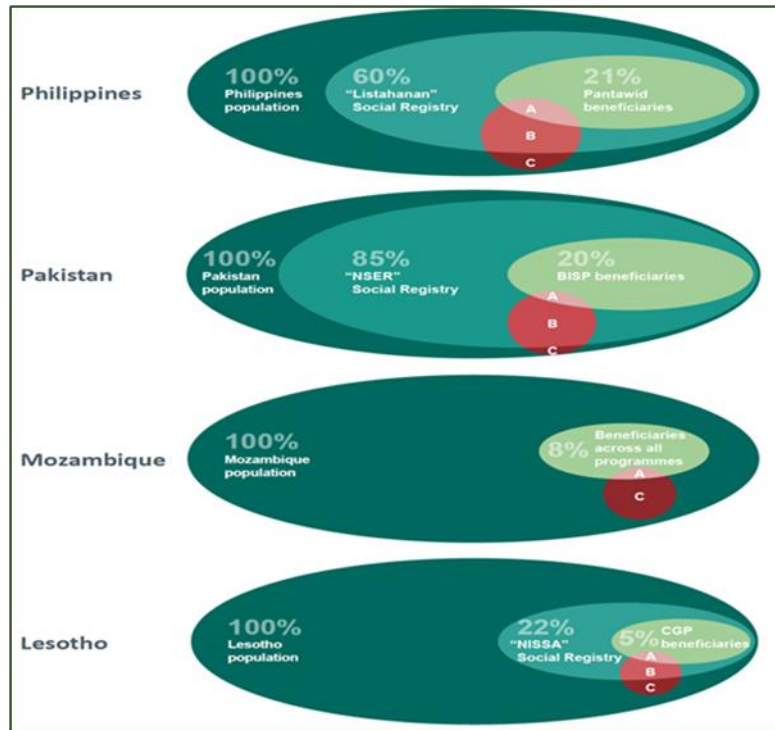 Philippines
100%
Philippines
population
60%
"Listahanan"
Social Registry
21%
Pantawid
beneficiaries
A
B
C
Pakistan
100%
Pakistan
population
85%
"NSER"
Social Registry
20%
BISP beneficiaries
A
B
C
Mozambique
100%
Mozambique
population
8%
Beneficiaries
across all
programmes
A
C
Lesotho
100%
Lesotho
population
22%
"NISSA"
Social Registry
5%
CGP
beneficiaries
A
B
C